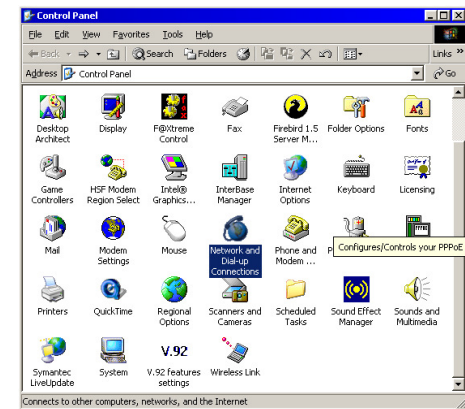 Control Panel
File Edit View Favorites Tools Help
Back Search Folders Links »
Address Control Panel Go
Desktop Architect
Display
F@Xtreme Control
Fax
Firebird 1.5 Server M...
Folder Options
Fonts
Game Controllers
HSF Modem Region Select
Intel® Graphics...
InterBase Manager
Internet Options
Keyboard
Licensing
Mail
Modem Settings
Mouse
Network and Dial-up Connections
Phone and Modem ...
Configures/Controls your PPPoE
Printers
QuickTime
Regional Options
Scanners and Cameras
Scheduled Tasks
Sound Effect Manager
Sounds and Multimedia
Symantec LiveUpdate
System
V.92
V.92 features settings
Wireless Link
Connects to other computers, networks, and the Internet